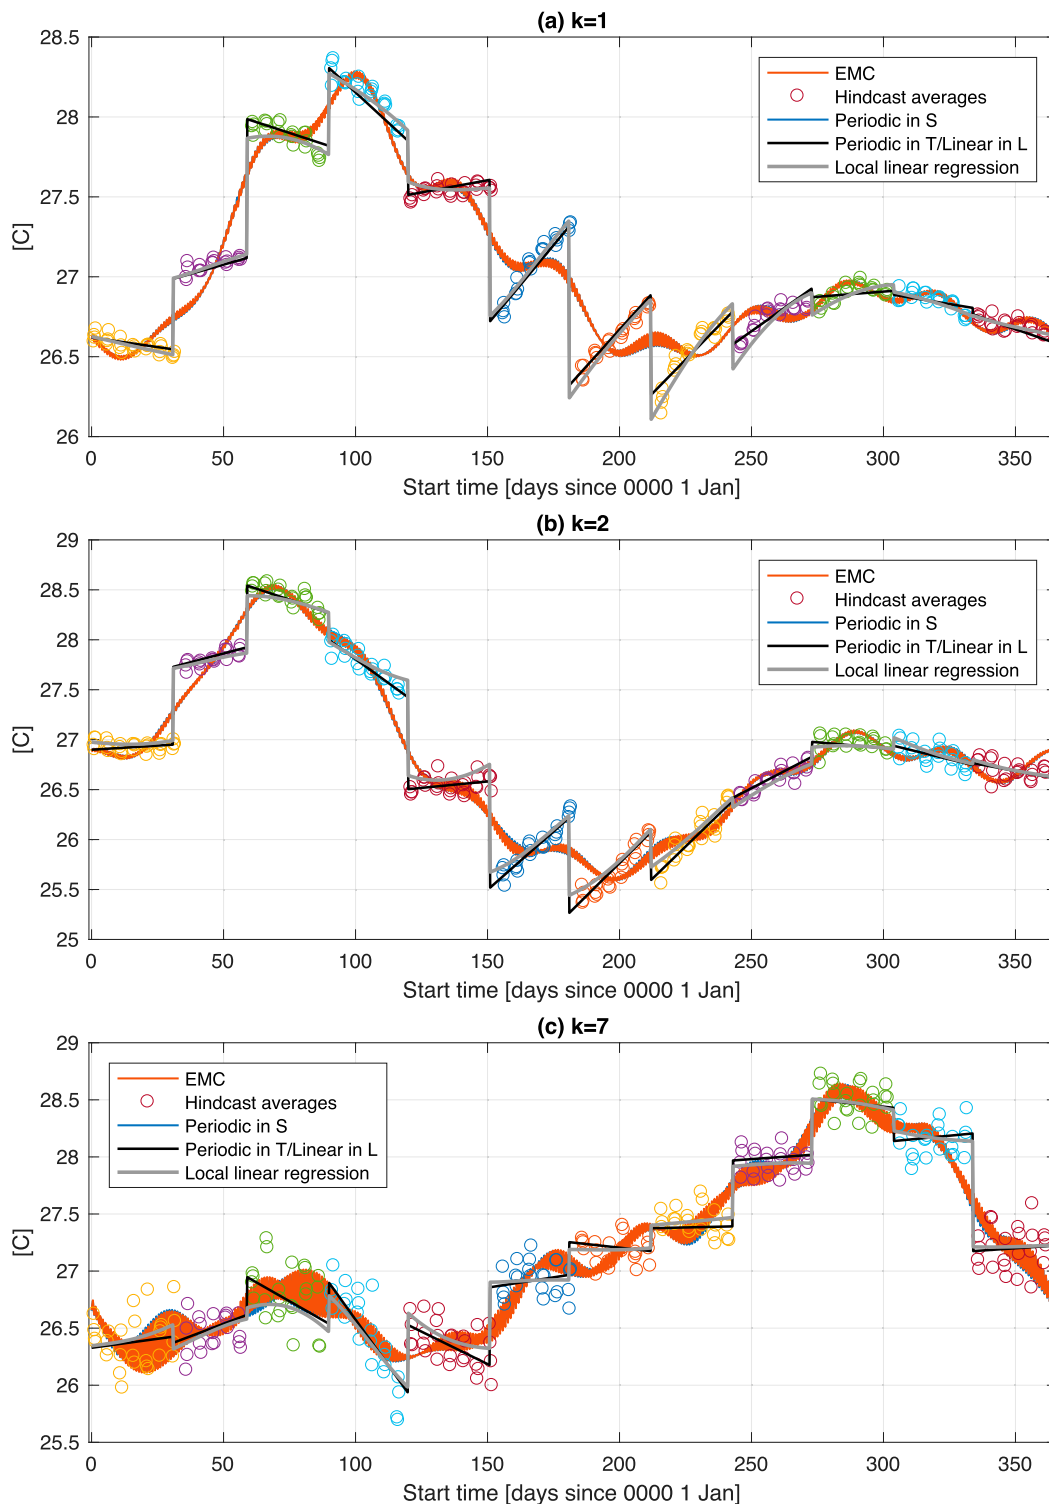 (a) k=1
28.5
28
27.5
27
26.5
26
[C]
EMC
Hindcast averages
Periodic in S
Periodic in T/Linear in L
Local linear regression
0 50 100 150 200 250 300 350
Start time [days since 0000 1 Jan]
(b) k=2
29
28.5
28
27.5
27
26.5
26
25.5
25
[C]
EMC
Hindcast averages
Periodic in S
Periodic in T/Linear in L
Local linear regression
0 50 100 150 200 250 300 350
Start time [days since 0000 1 Jan]
(c) k=7
29
28.5
28
27.5
27
26.5
26
25.5
[C]
EMC
Hindcast averages
Periodic in S
Periodic in T/Linear in L
Local linear regression
0 50 100 150 200 250 300 350
Start time [days since 0000 1 Jan]